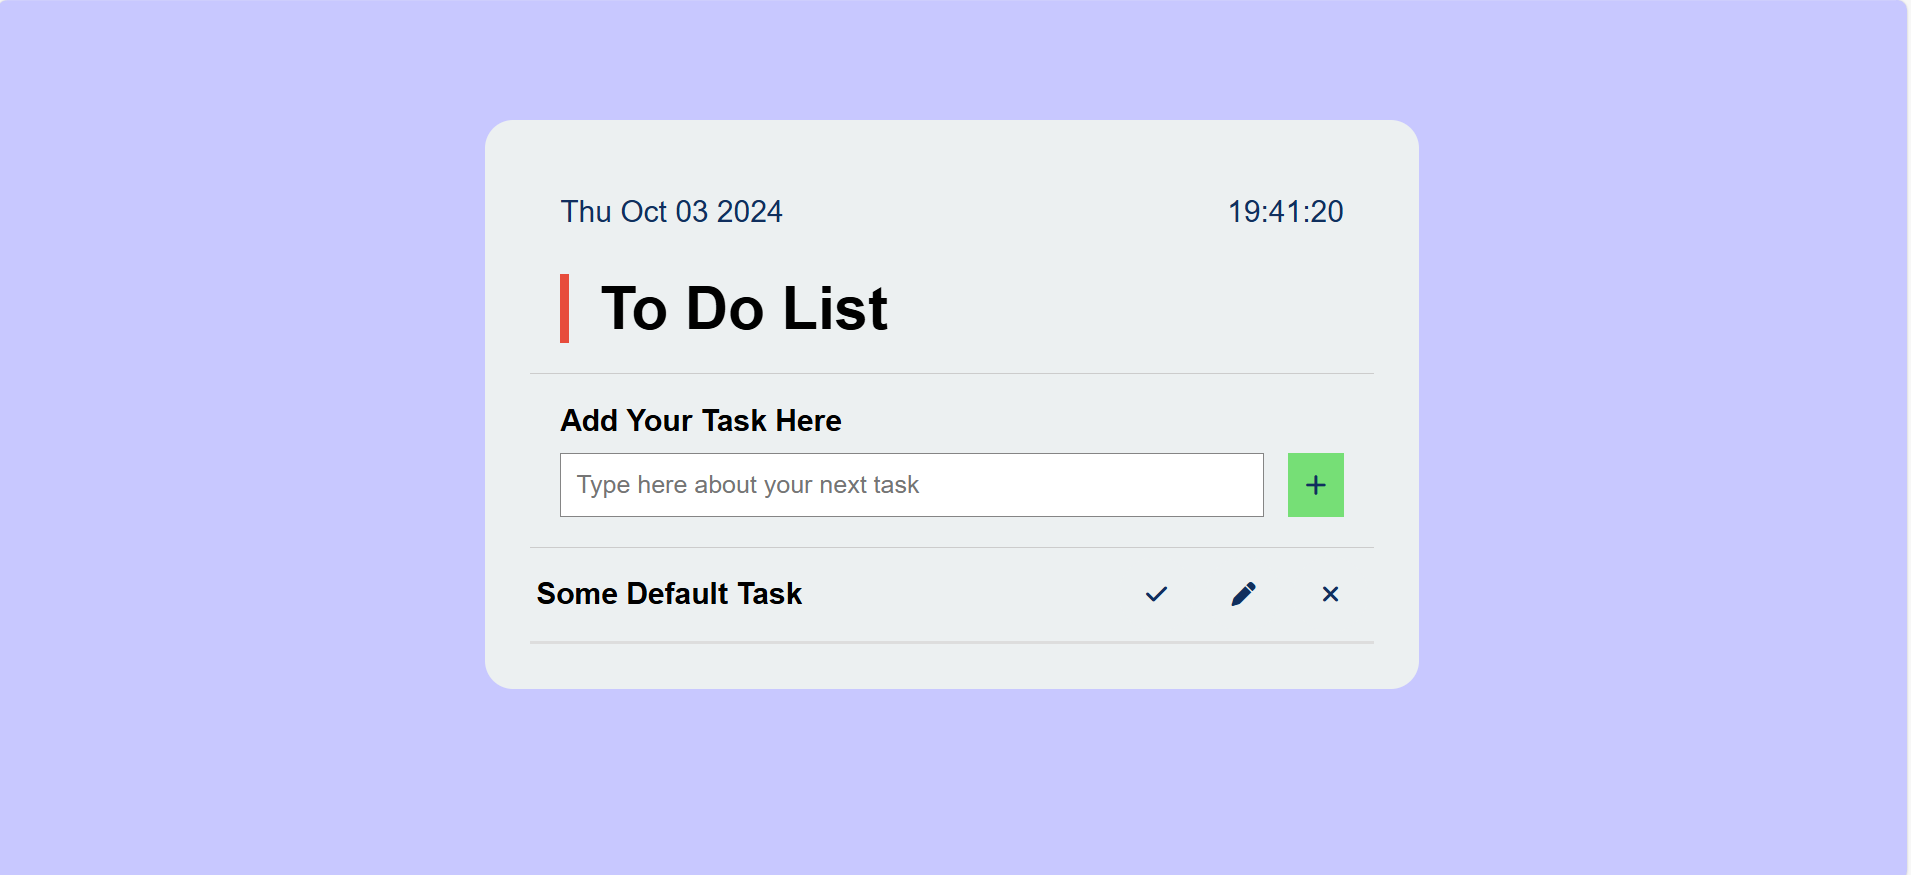 Thu Oct 03 2024 19:41:20
To Do List
Add Your Task Here
Type here about your next task
Some Default Task